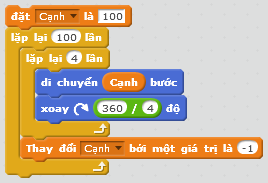 đặt Cạnh là 100
lặp lại 100 lần
lặp lại 4 lần
di chuyển Cạnh bước
xoay 360 / 4 độ
Thay đổi Cạnh bởi một giá trị là -1